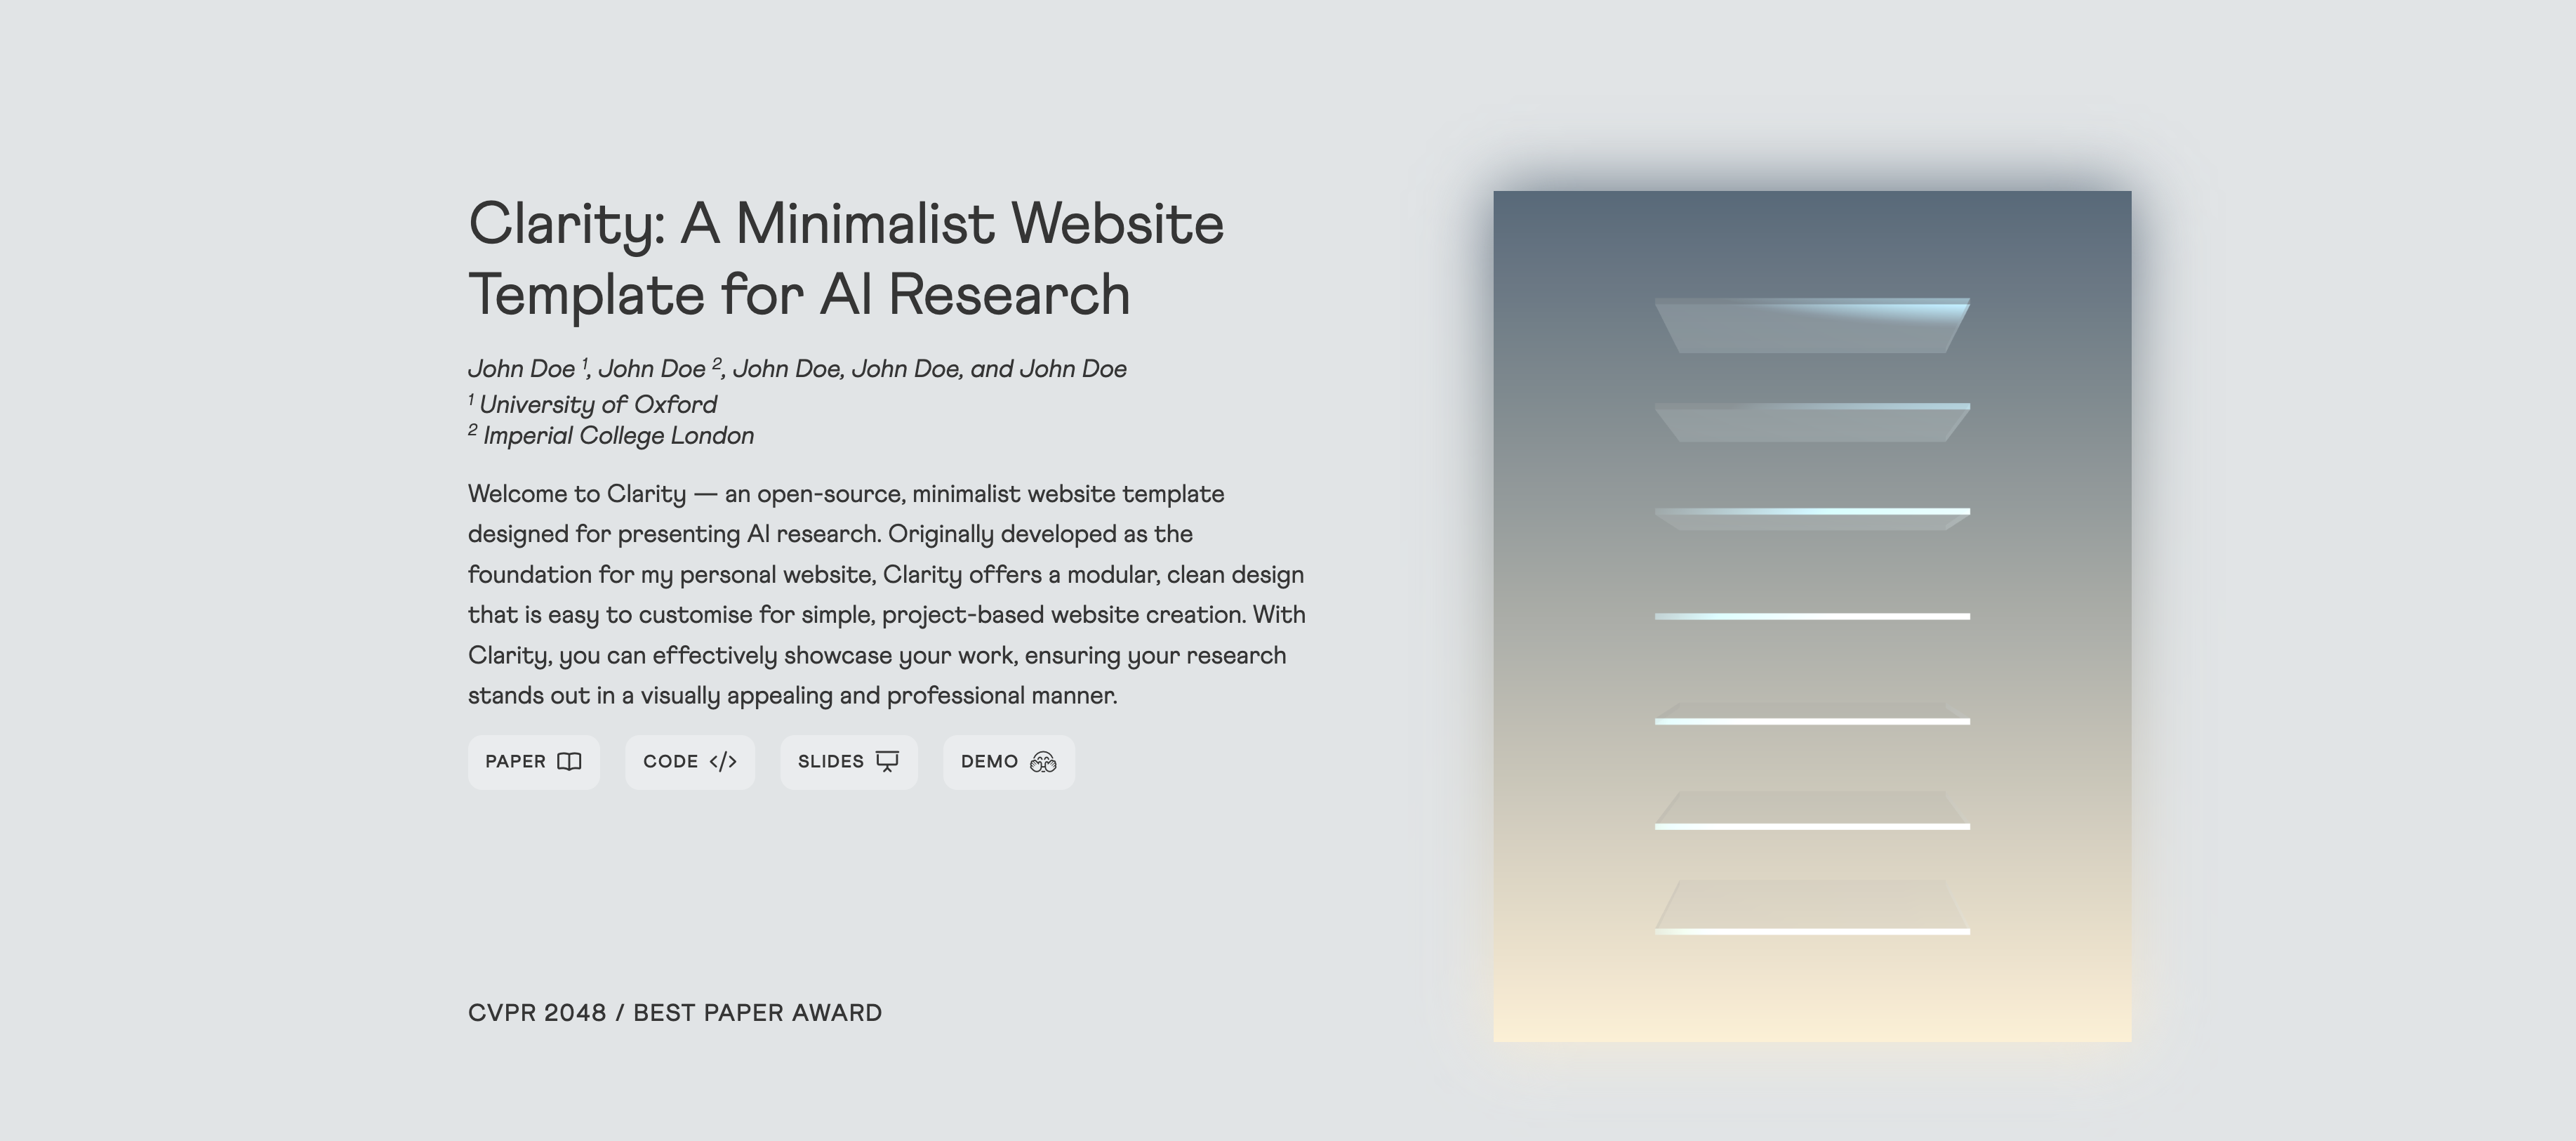 Clarity: A Minimalist Website
Template for AI Research
John Doe ¹, John Doe ², John Doe, John Doe, and John Doe
¹ University of Oxford
² Imperial College London
Welcome to Clarity — an open-source, minimalist website template
designed for presenting AI research. Originally developed as the
foundation for my personal website, Clarity offers a modular, clean design
that is easy to customise for simple, project-based website creation. With
Clarity, you can effectively showcase your work, ensuring your research
stands out in a visually appealing and professional manner.
PAPER CODE </> SLIDES DEMO
CVPR 2048 / BEST PAPER AWARD